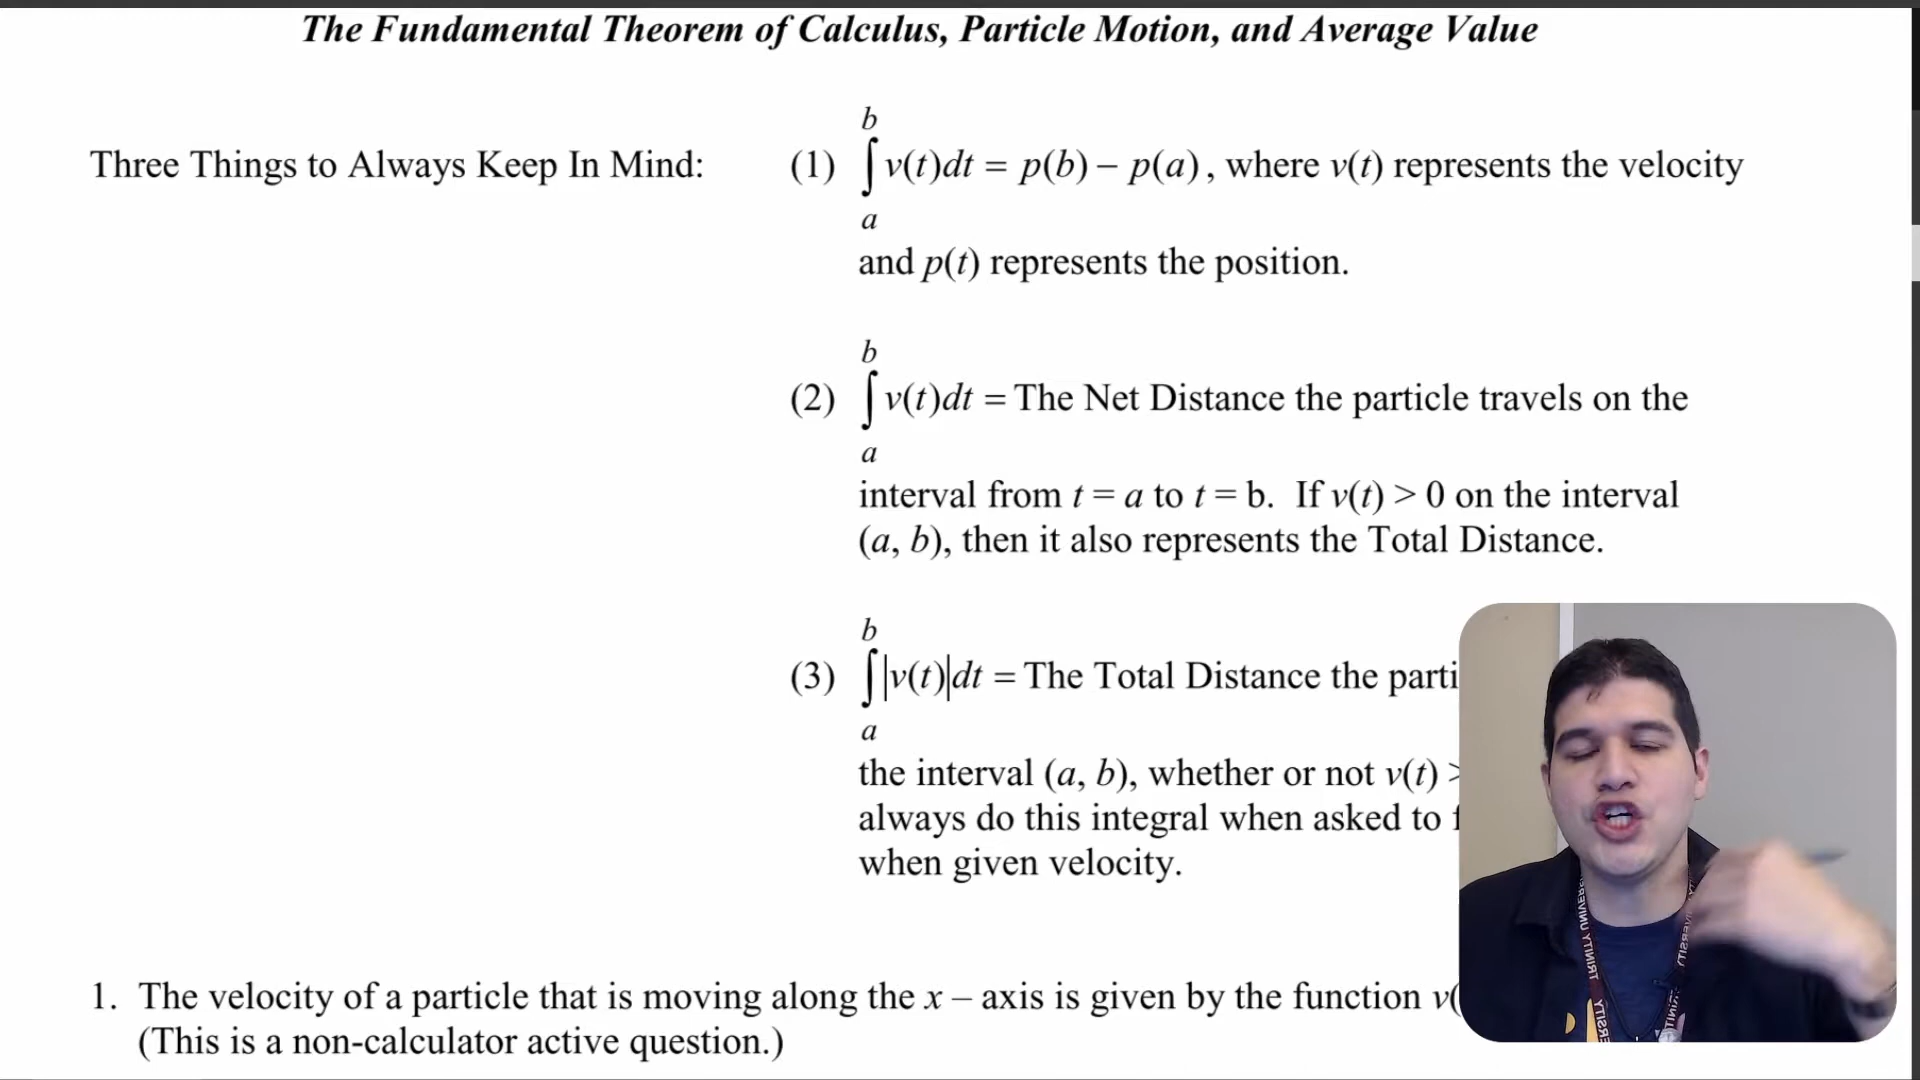 The Fundamental Theorem of Calculus, Particle Motion, and Average Value
Three Things to Always Keep In Mind:
(1) ∫_a^b v(t)dt = p(b) – p(a), where v(t) represents the velocity
and p(t) represents the position.
(2) ∫_a^b v(t)dt = The Net Distance the particle travels on the
interval from t = a to t = b. If v(t) > 0 on the interval
(a, b), then it also represents the Total Distance.
(3) ∫_a^b |v(t)|dt = The Total Distance the parti
the interval (a, b), whether or not v(t) >
always do this integral when asked to
when given velocity.
1. The velocity of a particle that is moving along the x – axis is given by the function v(
(This is a non-calculator active question.)
TRINITY UNIVERSITY